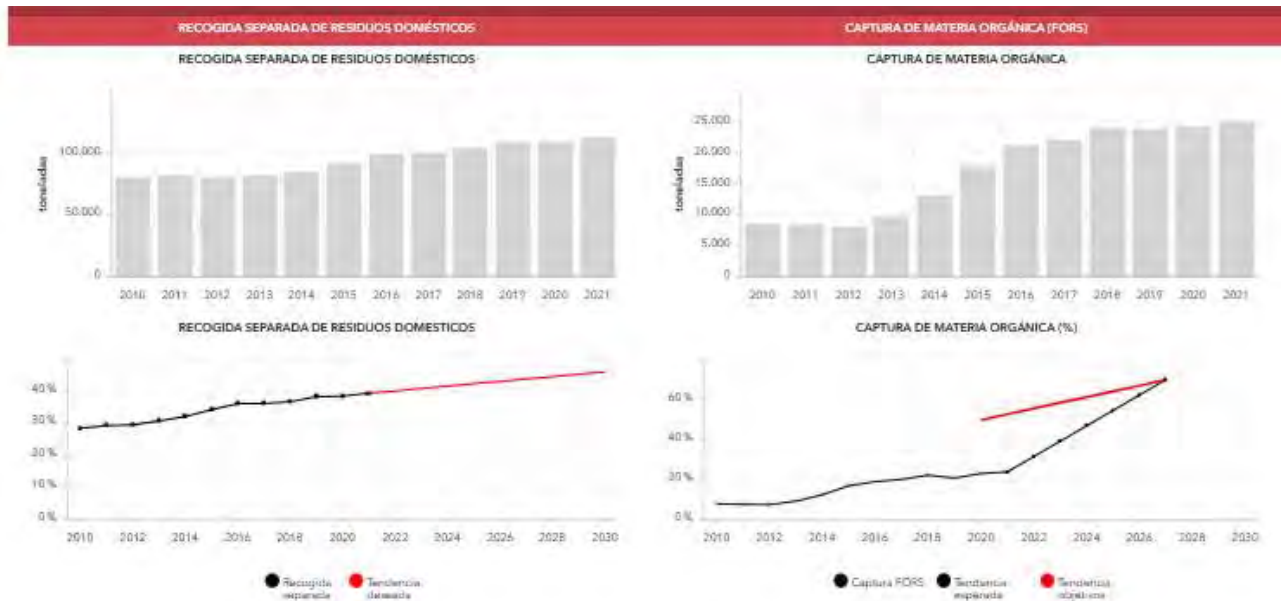 RECOGIDA SEPARADA DE RESIDUOS DOMÉSTICOS
CAPTURA DE MATERIA ORGÁNICA (FORS)
RECOGIDA SEPARADA DE RESIDUOS DOMÉSTICOS
toneladas
100.000
50.000
0
2010 2011 2012 2013 2014 2015 2016 2017 2018 2019 2020 2021
CAPTURA DE MATERIA ORGÁNICA
toneladas
25.000
20.000
15.000
10.000
5.000
0
2010 2011 2012 2013 2014 2015 2016 2017 2018 2019 2020 2021
RECOGIDA SEPARADA DE RESIDUOS DOMESTICOS
40 %
30 %
20 %
10 %
0 %
2010 2012 2014 2016 2018 2020 2022 2024 2026 2028 2030
Recogida
separada
Tendencia
deseada
CAPTURA DE MATERIA ORGÁNICA (%)
60 %
40 %
20 %
0 %
2010 2012 2014 2016 2018 2020 2022 2024 2026 2028 2030
Captura FORS
Tendencia
esperada
Tendencia
objetivos